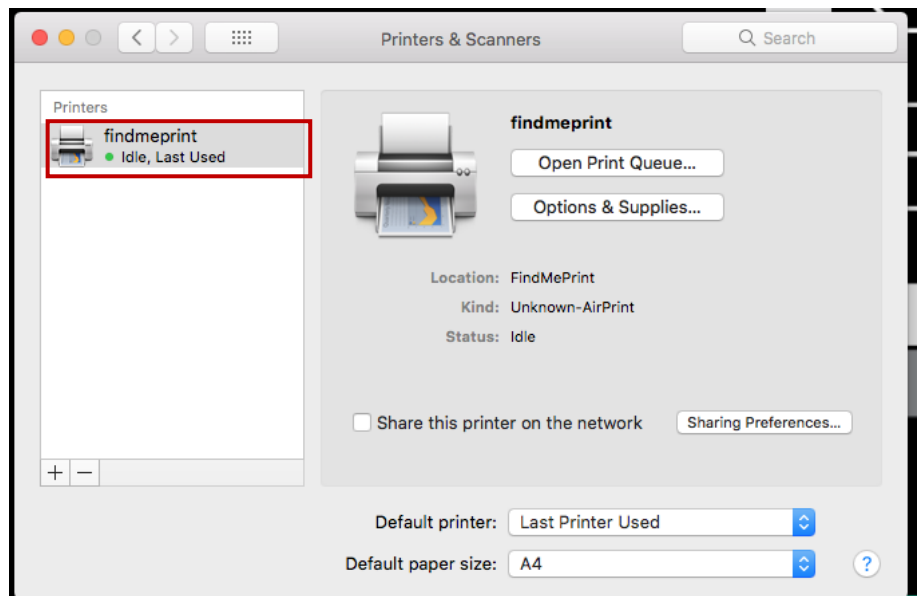 Printers & Scanners
Search
Printers
findmeprint
Idle, Last Used
findmeprint
Open Print Queue...
Options & Supplies...
Location: FindMePrint
Kind: Unknown-AirPrint
Status: Idle
Share this printer on the network
Sharing Preferences...
+ −
Default printer: Last Printer Used
Default paper size: A4
?